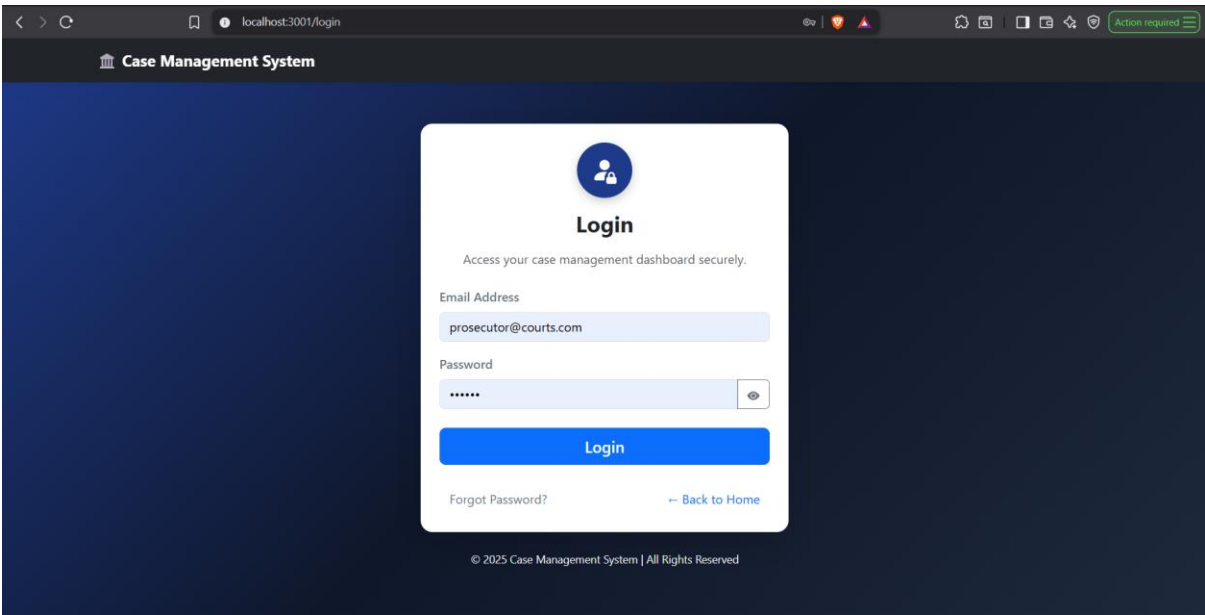 localhost:3001/login
Action required
Case Management System
Login
Access your case management dashboard securely.
Email Address
prosecutor@courts.com
Password
••••••
Login
Forgot Password? ← Back to Home
© 2025 Case Management System | All Rights Reserved